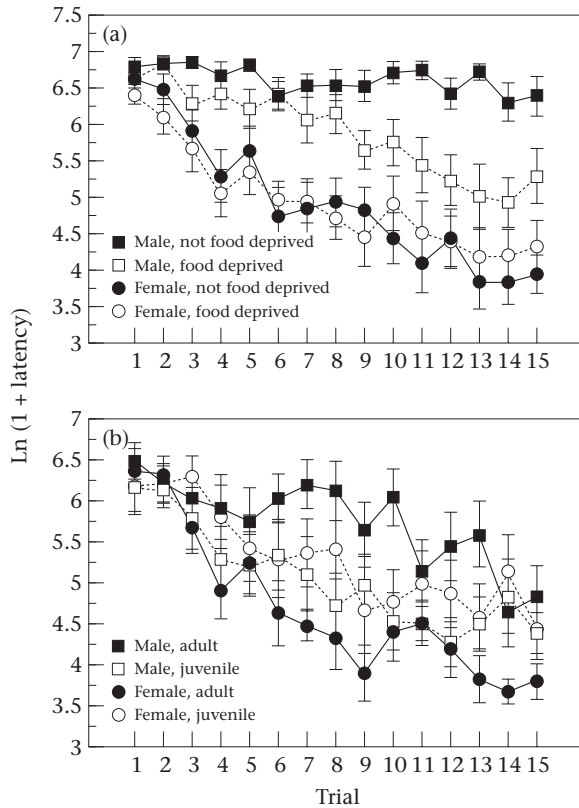 7.5
(a)
7
6.5
6
5.5
5
4.5
4
3.5
3
Male, not food deprived
Male, food deprived
Female, not food deprived
Female, food deprived
1 2 3 4 5 6 7 8 9 10 11 12 13 14 15
Ln (1 + latency)
7
(b)
6.5
6
5.5
5
4.5
4
3.5
3
Male, adult
Male, juvenile
Female, adult
Female, juvenile
1 2 3 4 5 6 7 8 9 10 11 12 13 14 15
Trial